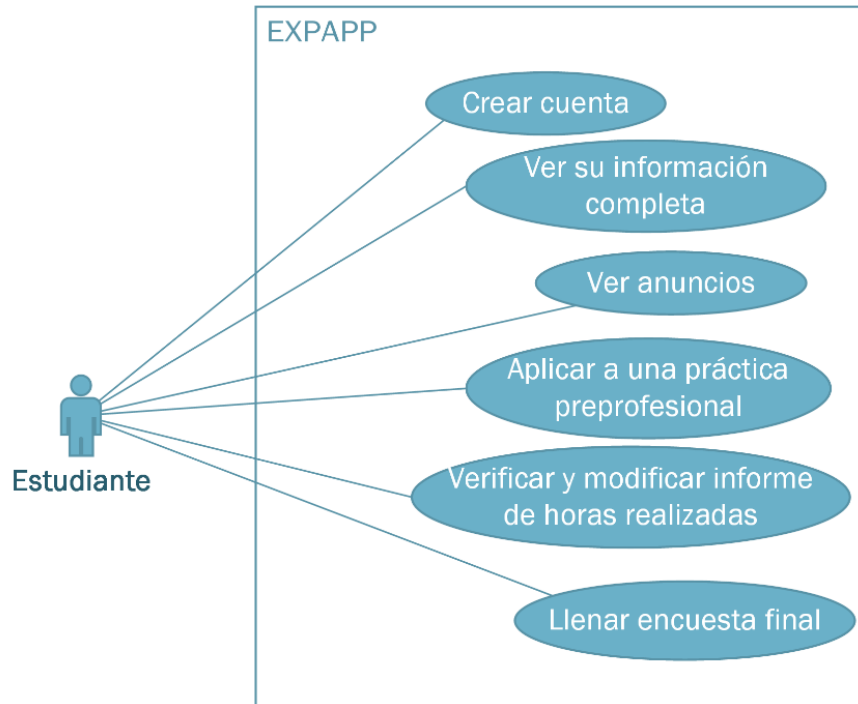 EXPAPP
Crear cuenta
Ver su información
completa
Ver anuncios
Aplicar a una práctica
preprofesional
Estudiante
Verificar y modificar informe
de horas realizadas
Llenar encuesta final